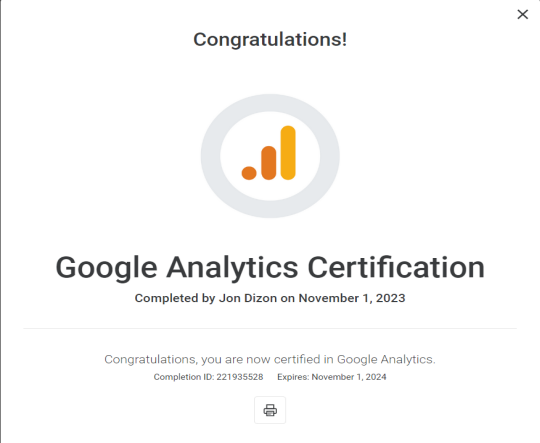 Congratulations!
Google Analytics Certification
Completed by Jon Dizon on November 1, 2023
Congratulations, you are now certified in Google Analytics.
Completion ID: 221935528 Expires: November 1, 2024